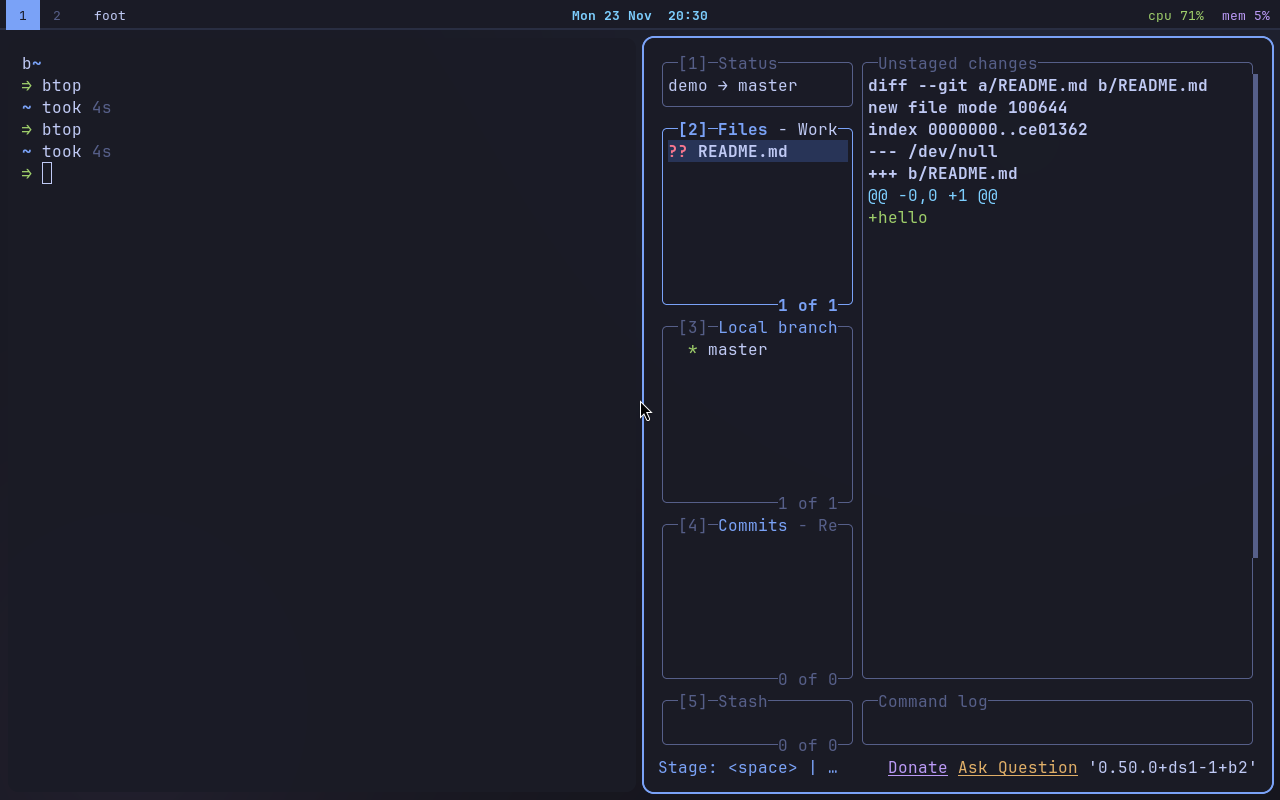 1 2 foot Mon 23 Nov 20:30 cpu 71% mem 5%
b~
⇒ btop
~ took 4s
⇒ btop
~ took 4s
⇒
[1]─Status
demo → master
[2]─Files - Work
?? README.md
1 of 1
[3]─Local branch
* master
1 of 1
[4]─Commits - Re
0 of 0
[5]─Stash
0 of 0
Unstaged changes
diff --git a/README.md b/README.md
new file mode 100644
index 0000000..ce01362
--- /dev/null
+++ b/README.md
@@ -0,0 +1 @@
+hello
Command log
Stage: <space> | … Donate Ask Question '0.50.0+ds1-1+b2'